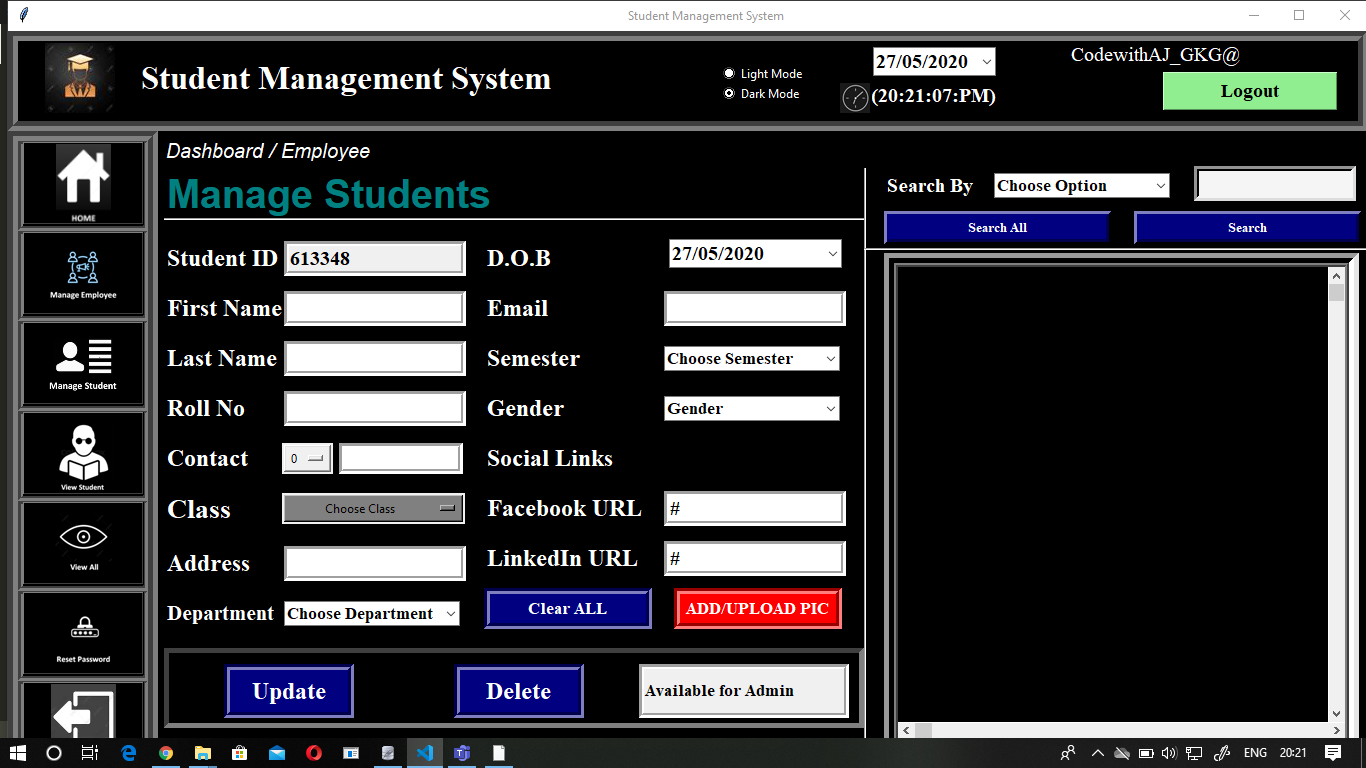 Student Management System
Student Management System
Light Mode
Dark Mode
27/05/2020
(20:21:07:PM)
CodewithAJ_GKG@
Logout
HOME
Manage Employee
Manage Student
View Student
View All
Reset Password
Dashboard / Employee
Manage Students
Student ID 613348
D.O.B 27/05/2020
First Name
Email
Last Name
Semester Choose Semester
Roll No
Gender Gender
Contact 0
Social Links
Class Choose Class
Facebook URL #
Address
LinkedIn URL #
Department Choose Department
Clear ALL
ADD/UPLOAD PIC
Update
Delete
Available for Admin
Search By Choose Option
Search All
Search
ENG 20:21